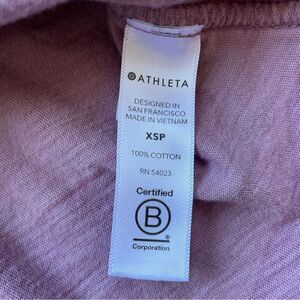 ATHLETA
DESIGNED IN
SAN FRANCISCO
MADE IN VIETNAM
XSP
100% COTTON
RN 54023
Certified
B
®
Corporation